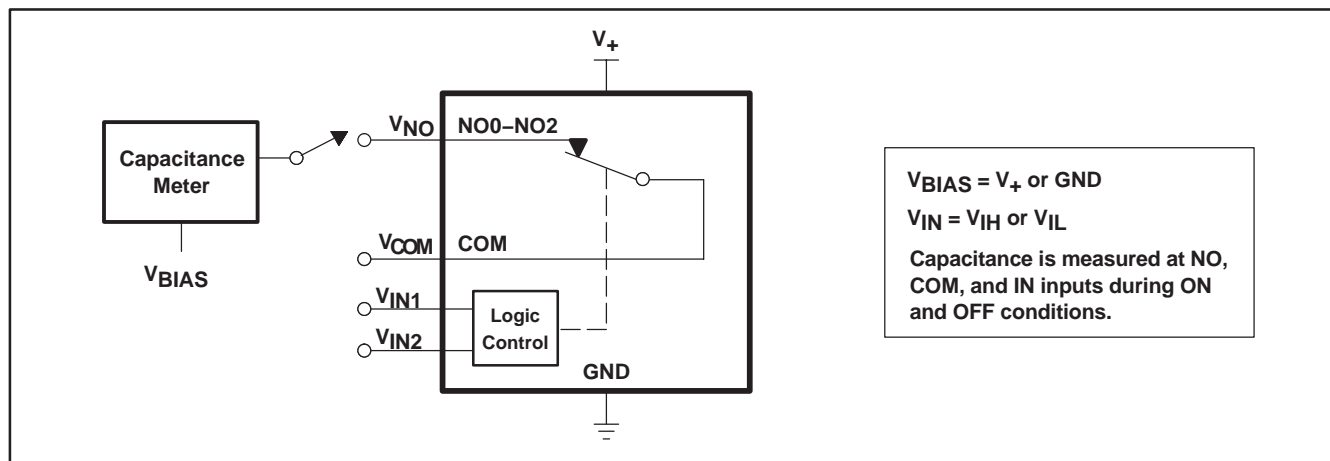 V+
VNO
NO0–NO2
Capacitance
Meter
VBIAS
VCOM
COM
VIN1
VIN2
Logic
Control
GND
VBIAS = V+ or GND
VIN = VIH or VIL
Capacitance is measured at NO,
COM, and IN inputs during ON
and OFF conditions.